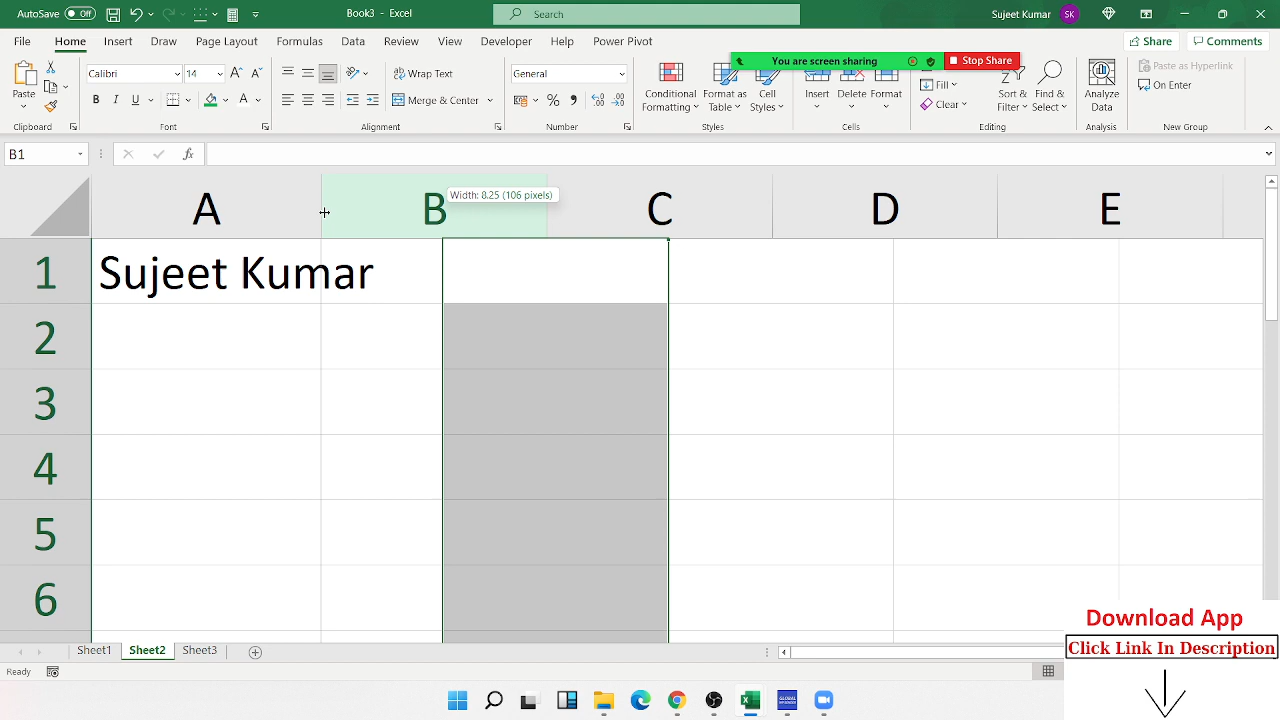 AutoSave Off Book3 - Excel Search Sujeet Kumar SK
File Home Insert Draw Page Layout Formulas Data Review View Developer Help Power Pivot Share Comments
You are screen sharing Stop Share
Paste
Calibri 14 A A
Wrap Text
General
Conditional Formatting
Format as Table
Cell Styles
Insert Delete Format
Fill
Clear
Sort & Filter
Find & Select
Analyze Data
Paste as Hyperlink
On Enter
B I U
Merge & Center
Clipboard Font Alignment Number Styles Cells Editing Analysis New Group
B1 fx
Width: 8.25 (106 pixels)
A B C D E
1 Sujeet Kumar
2
3
4
5
6
Download App
Click Link In Description
Sheet1 Sheet2 Sheet3
Ready